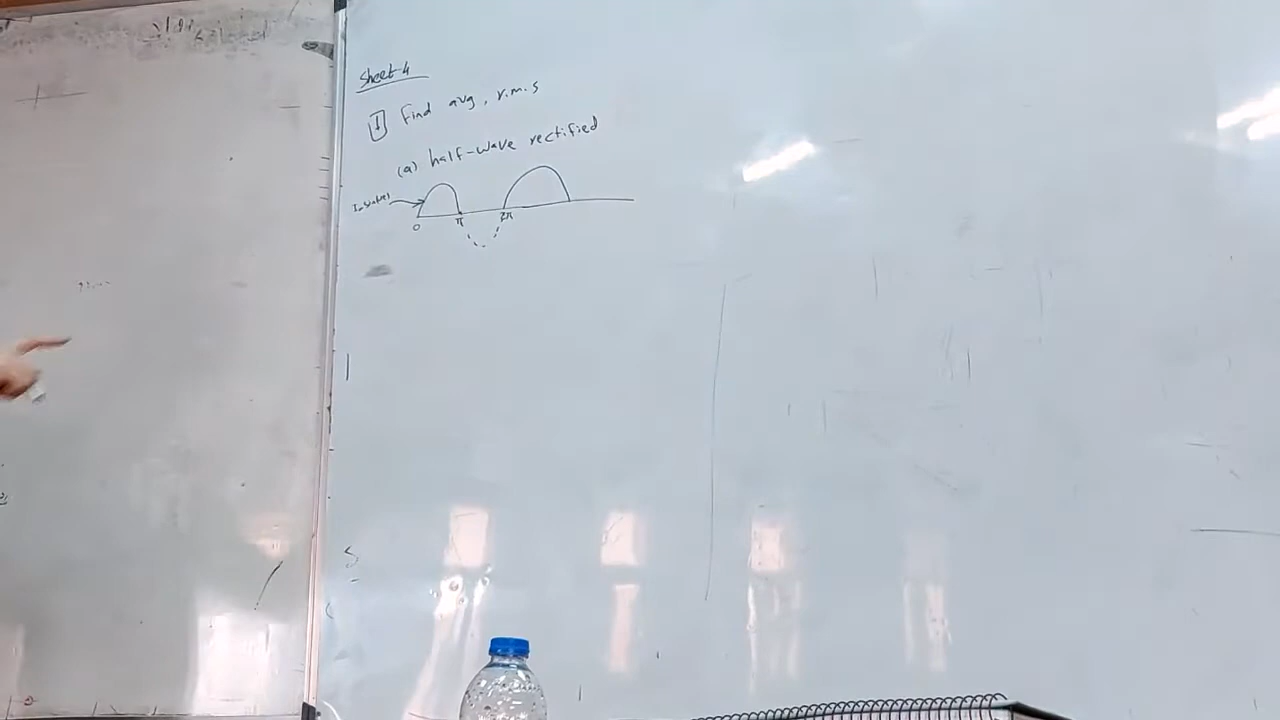 Sheet 4
1 Find avg, r.m.s
(a) half-wave rectified
0 π 2π